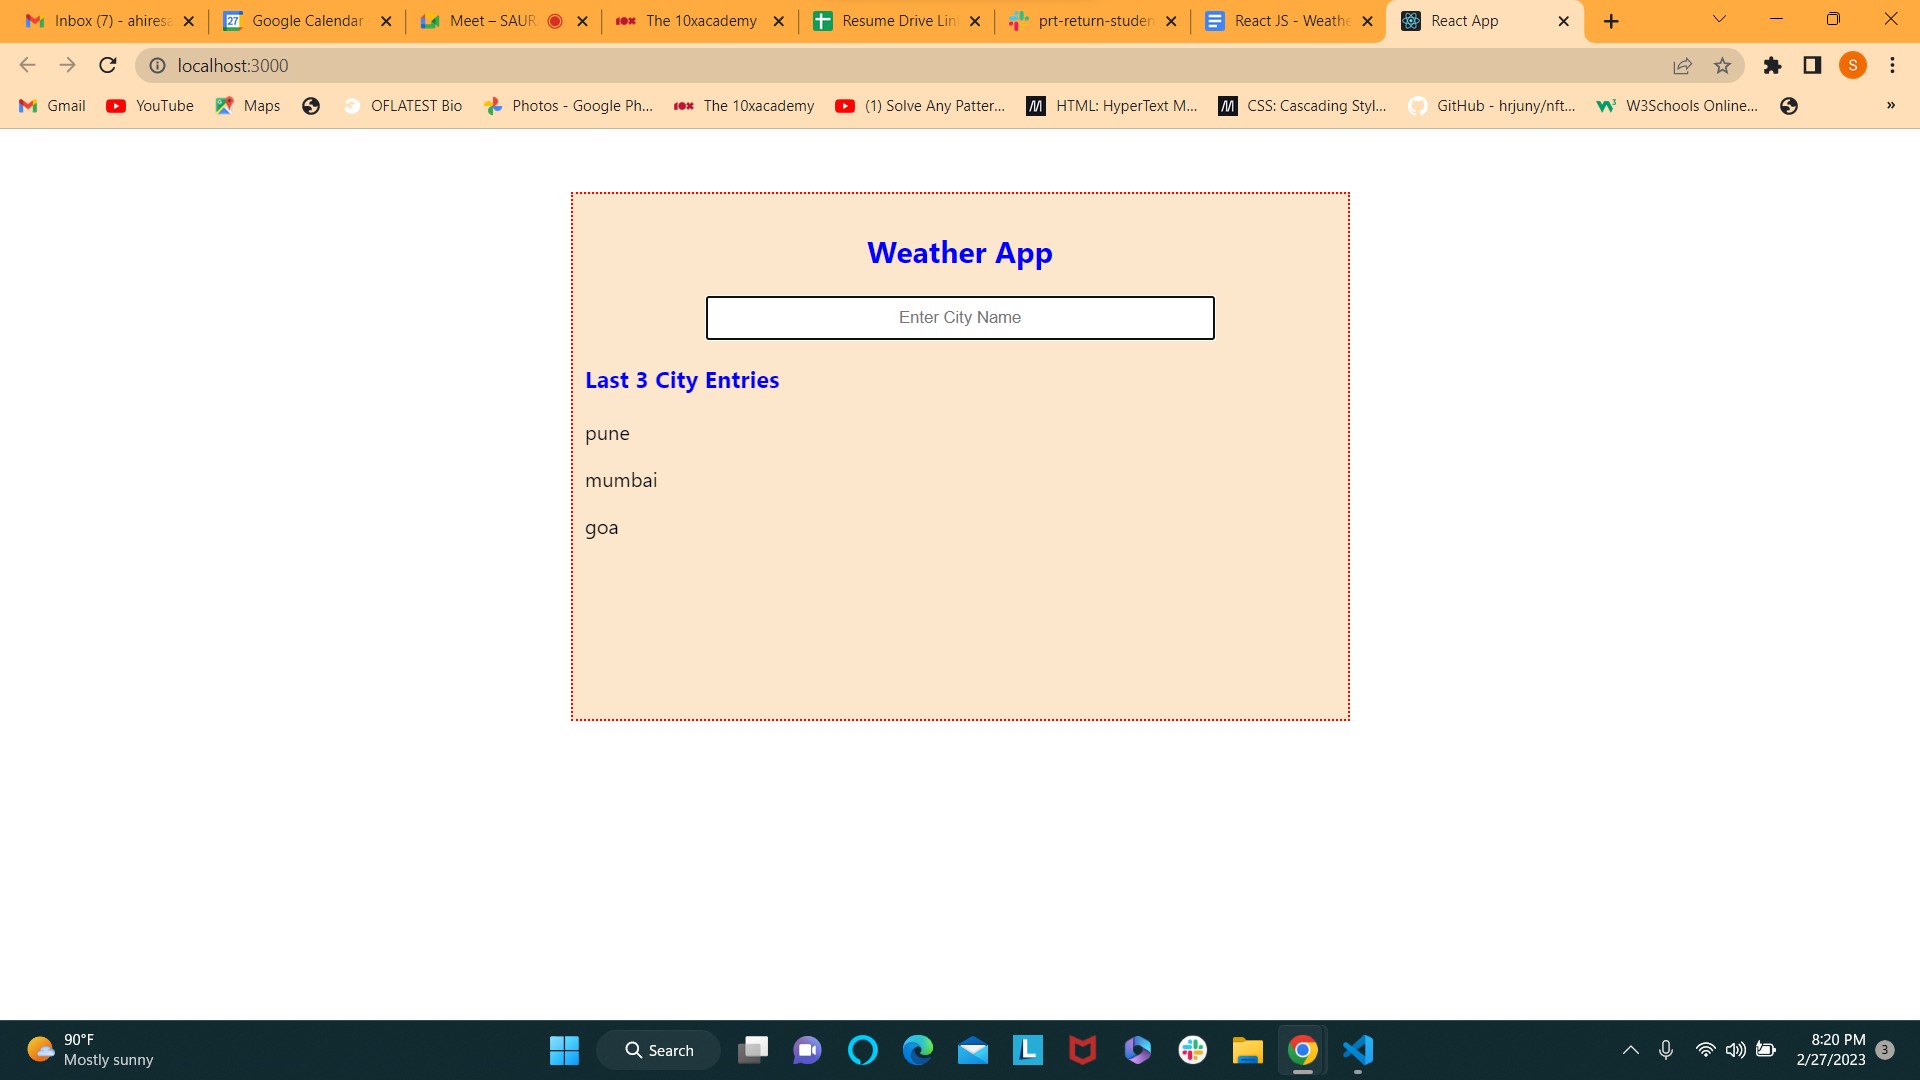 Inbox (7) - ahiresa
27
Google Calendar
Meet – SAUR
The 10xacademy
Resume Drive Lin
prt-return-studen
React JS - Weathe
React App
localhost:3000
S
Gmail
YouTube
Maps
OFLATEST Bio
Photos - Google Ph...
The 10xacademy
(1) Solve Any Patter...
HTML: HyperText M...
CSS: Cascading Styl...
GitHub - hrjuny/nft...
W3Schools Online...
»
Weather App
Enter City Name
Last 3 City Entries
pune
mumbai
goa
90°F
Mostly sunny
Search
L
8:20 PM
2/27/2023
3